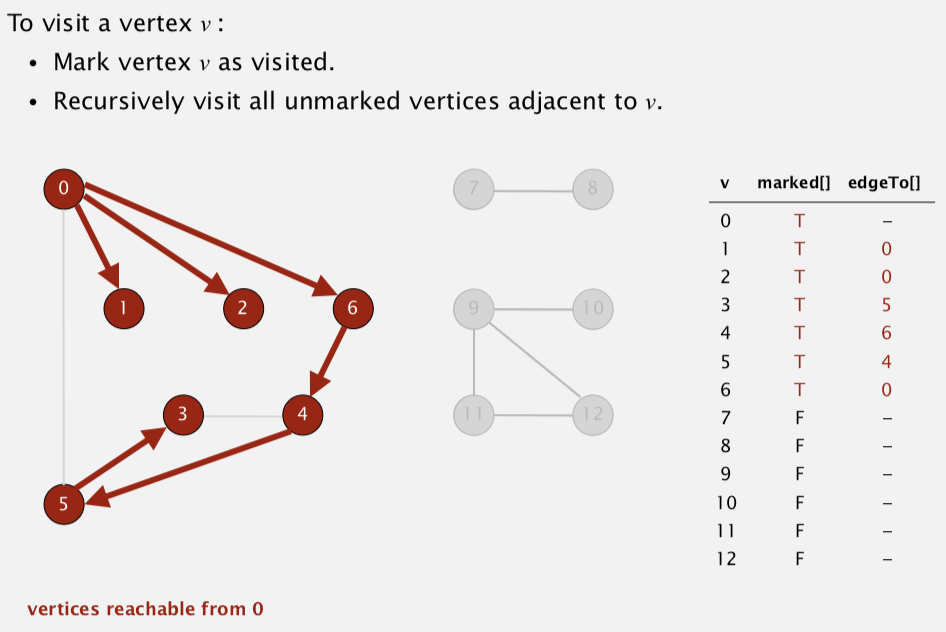 To visit a vertex v :
• Mark vertex v as visited.
• Recursively visit all unmarked vertices adjacent to v.
0
7
8
1
2
6
9
10
3
4
11
12
5
v marked[] edgeTo[]
0 T –
1 T 0
2 T 0
3 T 5
4 T 6
5 T 4
6 T 0
7 F –
8 F –
9 F –
10 F –
11 F –
12 F –
vertices reachable from 0